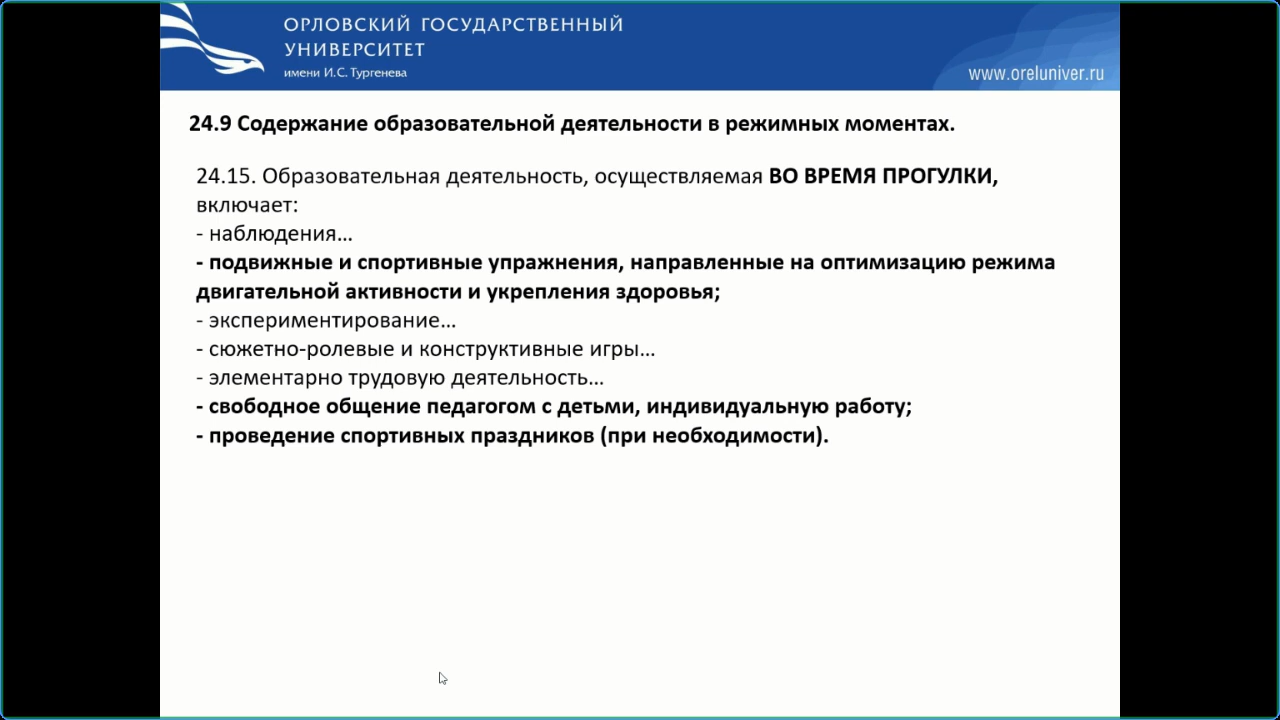 ОРЛОВСКИЙ ГОСУДАРСТВЕННЫЙ
УНИВЕРСИТЕТ
имени И.С. Тургенева
www.oreluniver.ru
24.9 Содержание образовательной деятельности в режимных моментах.
24.15. Образовательная деятельность, осуществляемая ВО ВРЕМЯ ПРОГУЛКИ,
включает:
- наблюдения...
- подвижные и спортивные упражнения, направленные на оптимизацию режима
двигательной активности и укрепления здоровья;
- экспериментирование...
- сюжетно-ролевые и конструктивные игры...
- элементарно трудовую деятельность...
- свободное общение педагогом с детьми, индивидуальную работу;
- проведение спортивных праздников (при необходимости).